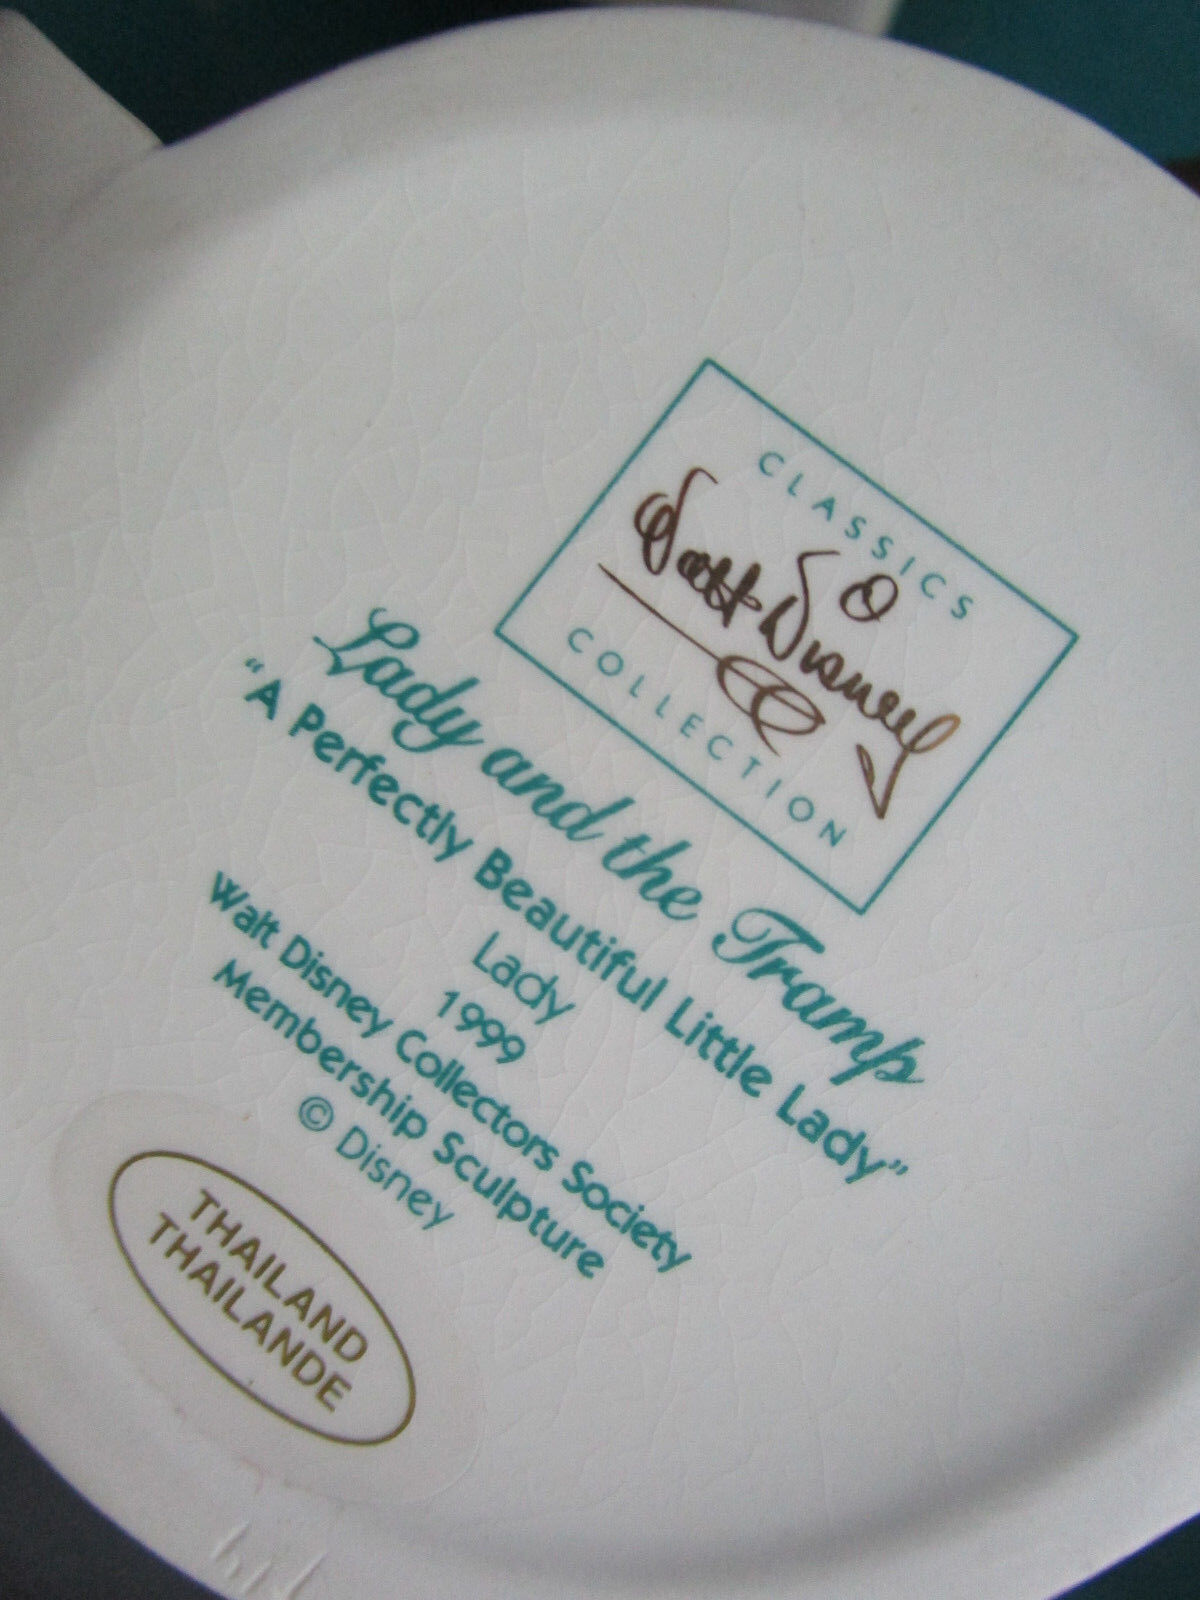 CLASSICS
Walt Disney
COLLECTION
Lady and the Tramp
“A Perfectly Beautiful Little Lady”
Lady
1999
Walt Disney Collectors Society
Membership Sculpture
© Disney
THAILAND
THAILANDE